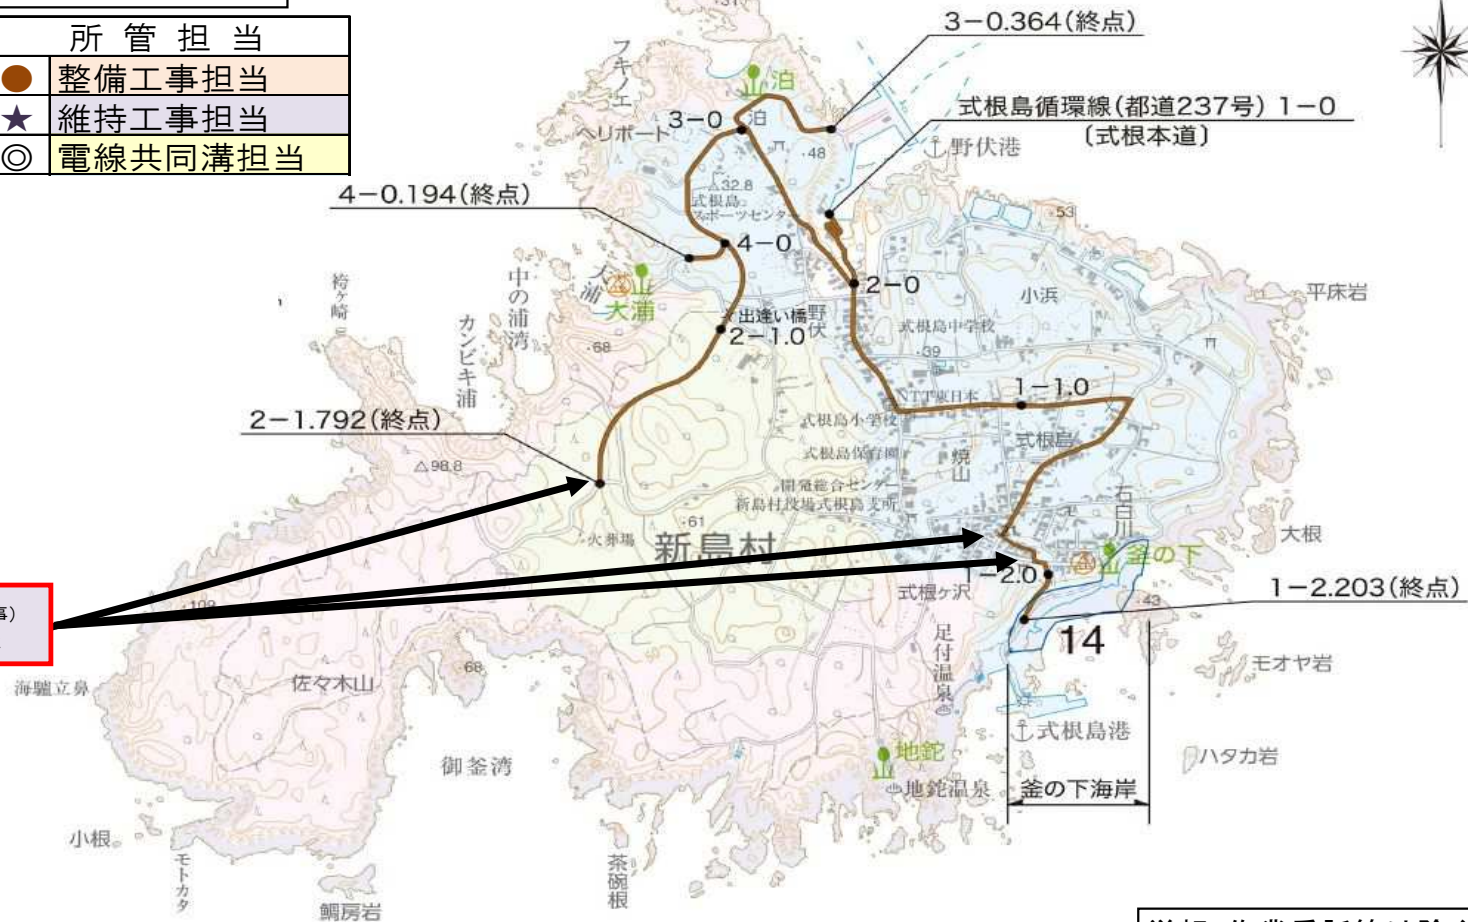 所管担当
● 整備工事担当
★ 維持工事担当
◎ 電線共同溝担当
3－0.364(終点)
式根島循環線(都道237号) 1－0
〔式根本道〕
野伏港
フキノエ
ヘリポート
泊
3－0
泊
・48
△32.8
式根島
スポーツセンター
4－0.194(終点)
4－0
・53
2－0
小浜
平床岩
袴ヶ崎
中の浦湾
大浦
大浦
カンビキ浦
出逢い橋
2－1.0
野伏
・68
式根島中学校
・39
1－1.0
NTT東日本
式根島小学校
式根島
2－1.792(終点)
△98.8
式根島保育園
焼山
開発総合センター
新島村役場式根島支所
石白川
・61
火葬場
新島村
大根
釜の下
1－2.0
式根ヶ沢
1－2.203(終点)
・109
・43
14
足付温泉
・68
佐々木山
海驢立鼻
モオヤ岩
式根島港
地鉈
御釜湾
ハタカ岩
地鉈温泉
釜の下海岸
小根
モトカタ
茶碗根
鯛房岩